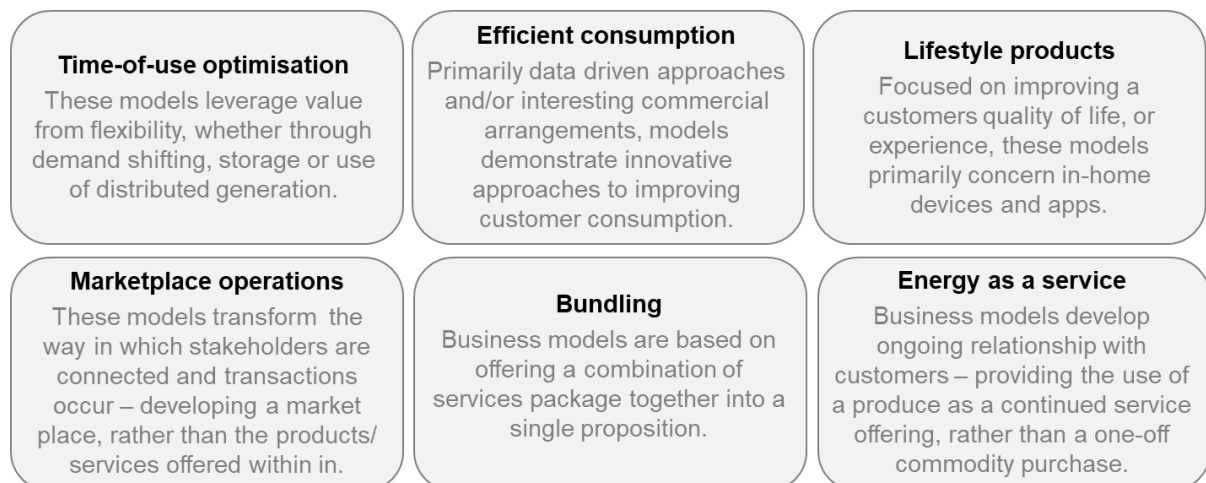 Time-of-use optimisation
These models leverage value
from flexibility, whether through
demand shifting, storage or use
of distributed generation.
Efficient consumption
Primarily data driven approaches
and/or interesting commercial
arrangements, models
demonstrate innovative
approaches to improving
customer consumption.
Lifestyle products
Focused on improving a
customers quality of life, or
experience, these models
primarily concern in-home
devices and apps.
Marketplace operations
These models transform the
way in which stakeholders are
connected and transactions
occur – developing a market
place, rather than the products/
services offered within in.
Bundling
Business models are based on
offering a combination of
services package together into a
single proposition.
Energy as a service
Business models develop
ongoing relationship with
customers – providing the use of
a produce as a continued service
offering, rather than a one-off
commodity purchase.